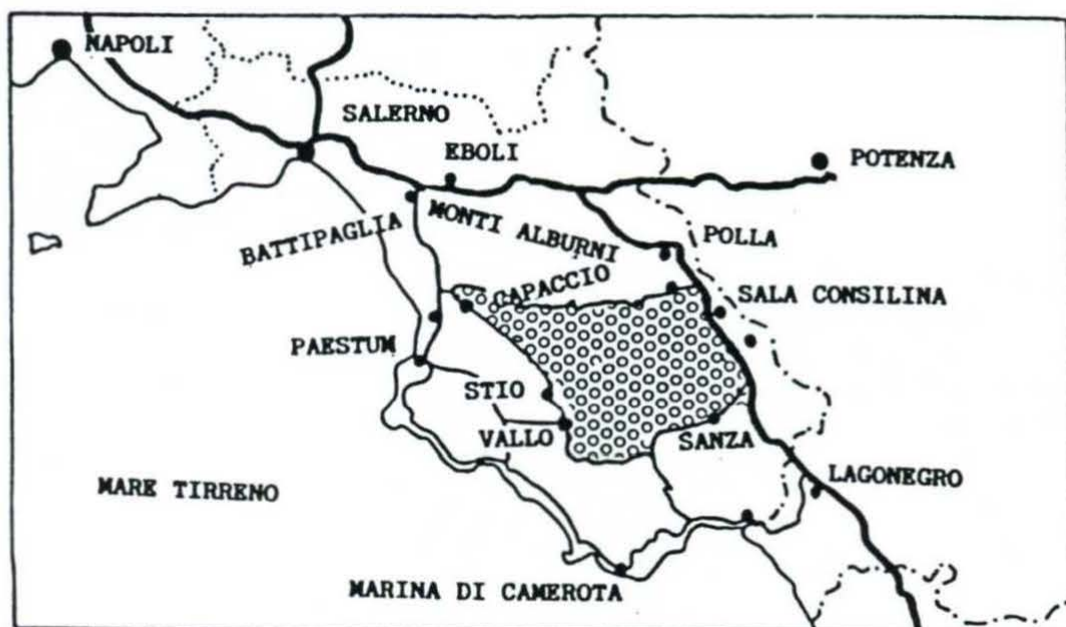 NAPOLI
SALERNO
EBOLI
POTENZA
BATTIPAGLIA
MONTI ALBURNI
POLLA
CAPACCIO
SALA CONSILINA
PAESTUM
STIO
VALLO
SANZA
LAGONEGRO
MARE TIRRENO
MARINA DI CAMEROTA